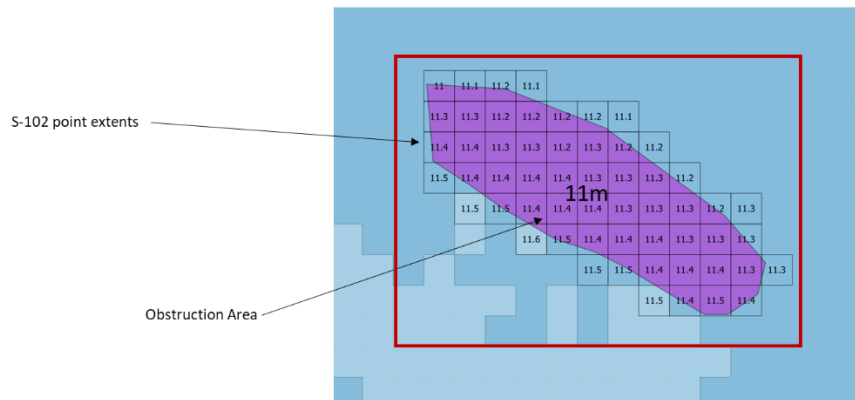 11 11.1 11.2 11.1
11.3 11.3 11.2 11.2 11.2 11.2 11.1
S-102 point extents
11.4 11.4 11.3 11.3 11.2 11.3 11.2 11.2
11.5 11.4 11.4 11.4 11.4 11.3 11.3 11.3 11.2
11m
11.5 11.5 11.4 11.4 11.4 11.3 11.3 11.3 11.2 11.3
11.6 11.5 11.4 11.4 11.4 11.3 11.3 11.3
11.5 11.5 11.4 11.4 11.4 11.3 11.3
Obstruction Area
11.5 11.4 11.5 11.4